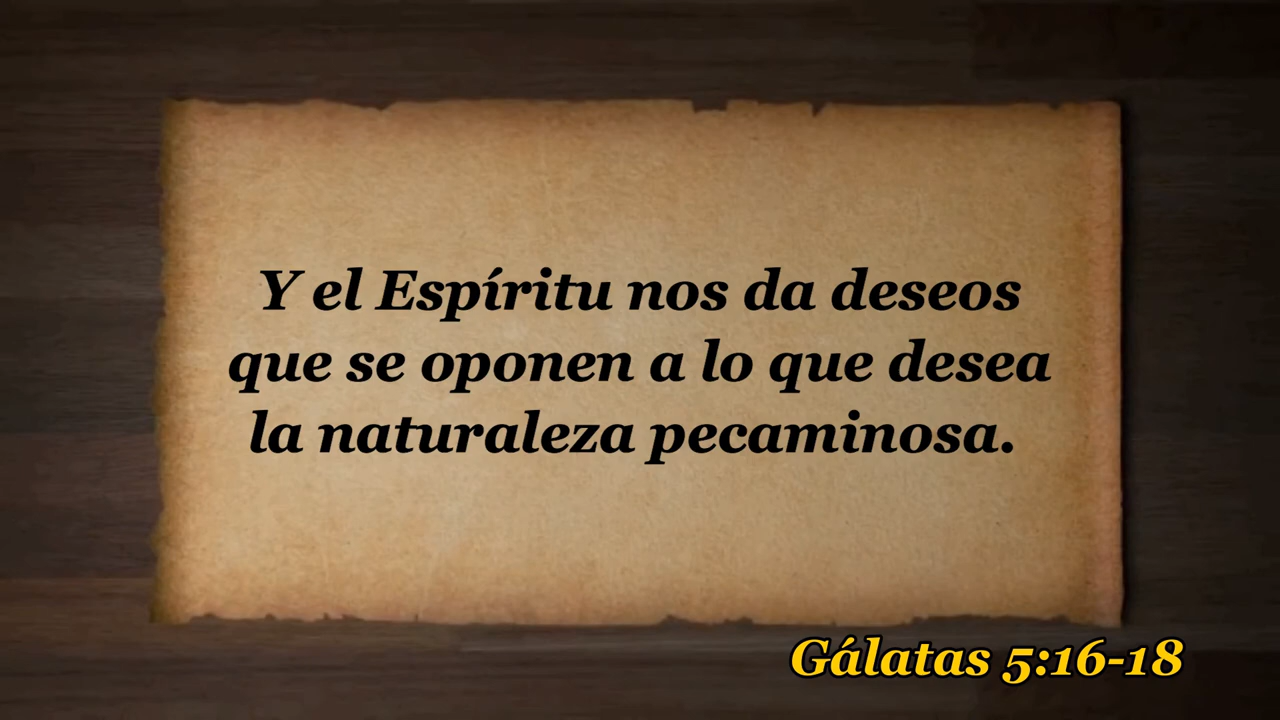 Y el Espíritu nos da deseos
que se oponen a lo que desea
la naturaleza pecaminosa.
Gálatas 5:16-18